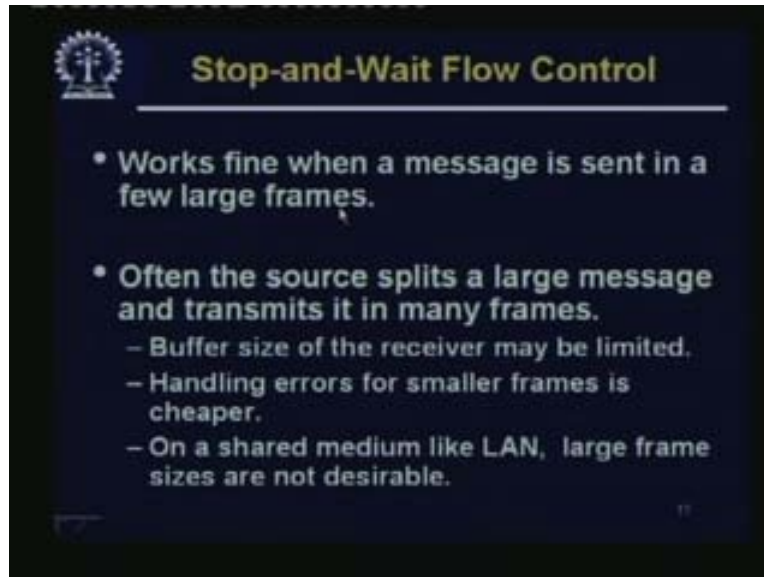 Stop-and-Wait Flow Control
• Works fine when a message is sent in a
few large frames.
• Often the source splits a large message
and transmits it in many frames.
– Buffer size of the receiver may be limited.
– Handling errors for smaller frames is
cheaper.
– On a shared medium like LAN, large frame
sizes are not desirable.